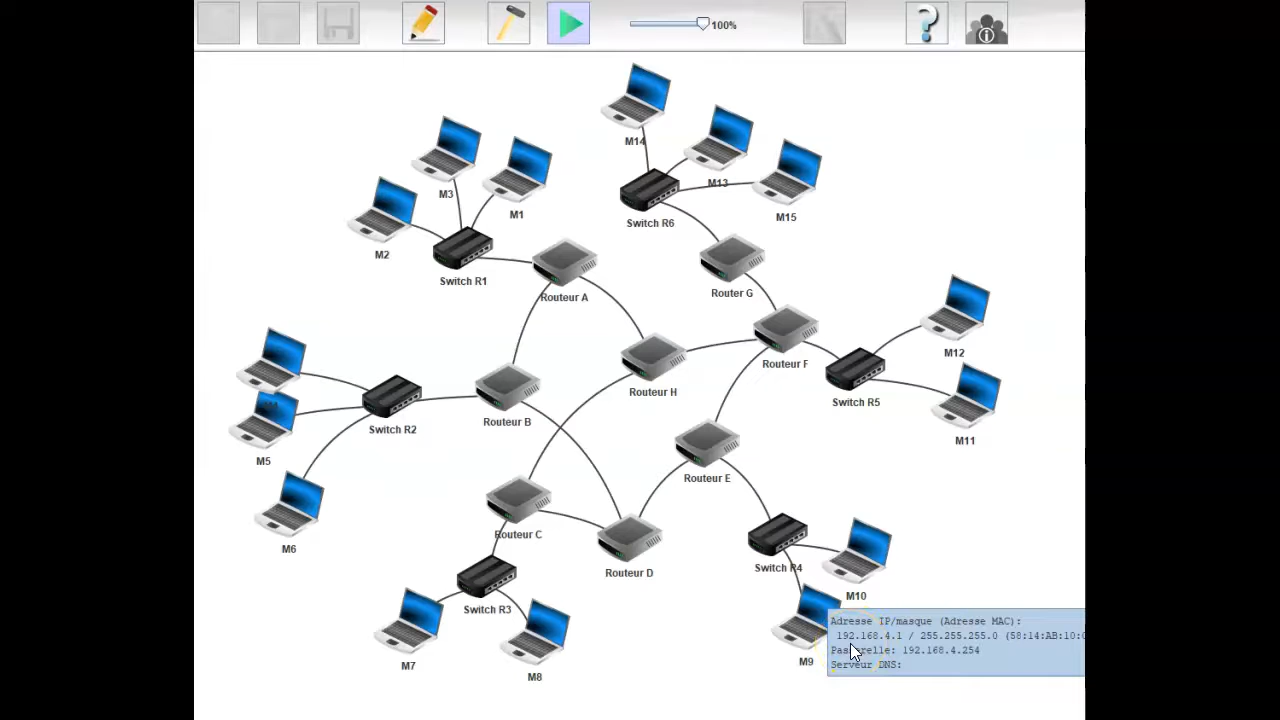 100%
M14
M3
M13
M1
M15
Switch R6
M2
Switch R1
Routeur A
Router G
M12
Routeur F
Routeur H
Switch R5
Routeur B
Switch R2
M11
M5
Routeur E
Routeur C
M6
Switch R4
Routeur D
M10
Switch R3
Adresse IP/masque (Adresse MAC):
192.168.4.1 / 255.255.255.0 (58:14:AB:10:0
Passerelle: 192.168.4.254
M9
M7
Serveur DNS:
M8